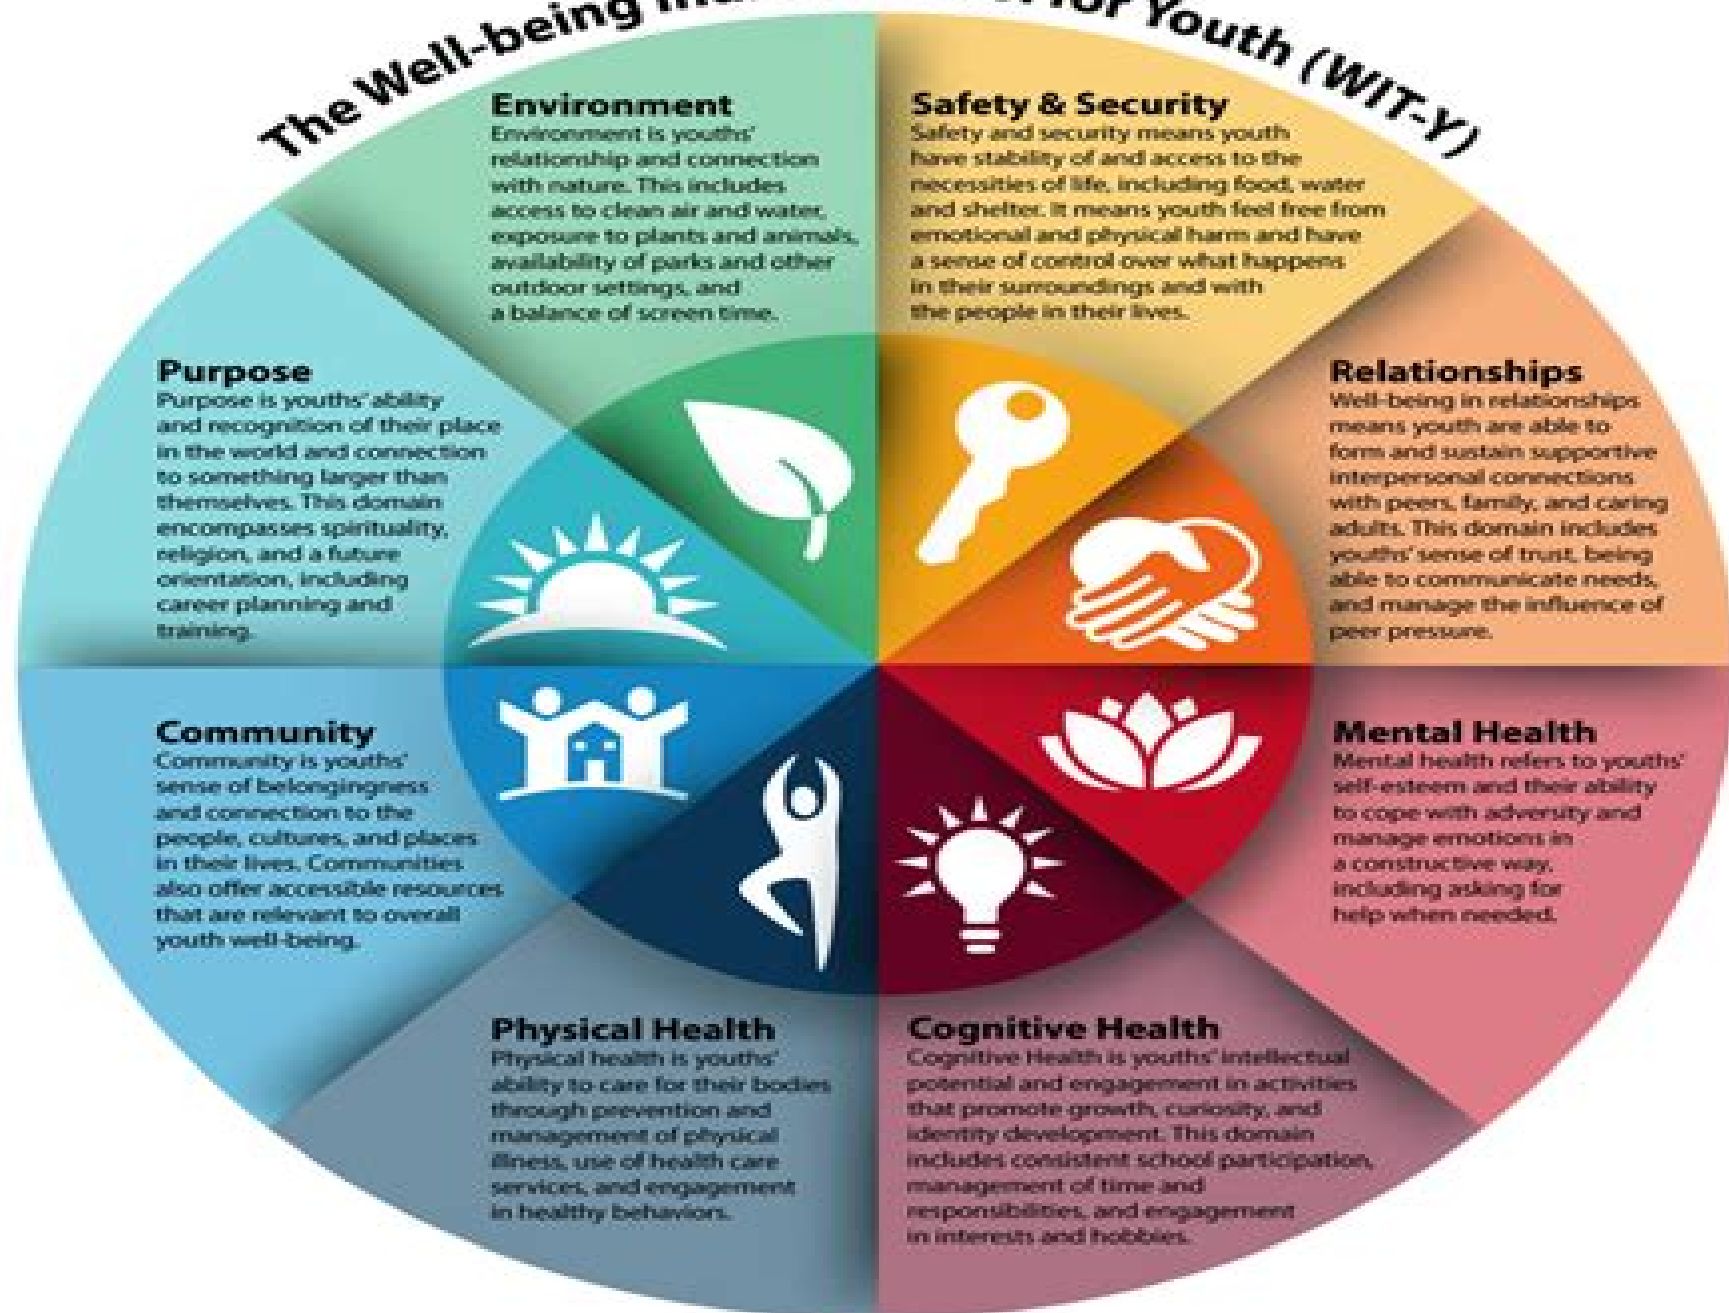 The Well-being for Youth (WIT-Y)
Environment
Environment is youths'
relationship and connection
with nature. This includes
access to clean air and water,
exposure to plants and animals,
availability of parks and other
outdoor settings, and
a balance of screen time.
Safety & Security
Safety and security means youth
have stability of and access to the
necessities of life, including food, water
and shelter. It means youth feel free from
emotional and physical harm and have
a sense of control over what happens
in their surroundings and with
the people in their lives.
Relationships
Well-being in relationships
means youth are able to
form and sustain supportive
interpersonal connections
with peers, family, and caring
adults. This domain includes
youths' sense of trust, being
able to communicate needs,
and manage the influence of
peer pressure.
Mental Health
Mental health refers to youths'
self-esteem and their ability
to cope with adversity and
manage emotions in
a constructive way,
including asking for
help when needed.
Cognitive Health
Cognitive Health is youths' intellectual
potential and engagement in activities
that promote growth, curiosity, and
identity development. This domain
includes consistent school participation,
management of time and
responsibilities, and engagement
in interests and hobbies.
Physical Health
Physical health is youths'
ability to care for their bodies
through prevention and
management of physical
illness, use of health care
services, and engagement
in healthy behaviors.
Community
Community is youths'
sense of belongingness
and connection to the
people, cultures, and places
in their lives. Communities
also offer accessible resources
that are relevant to overall
youth well-being.
Purpose
Purpose is youths' ability
and recognition of their place
in the world and connection
to something larger than
themselves. This domain
encompasses spirituality,
religion, and a future
orientation, including
career planning and
training.